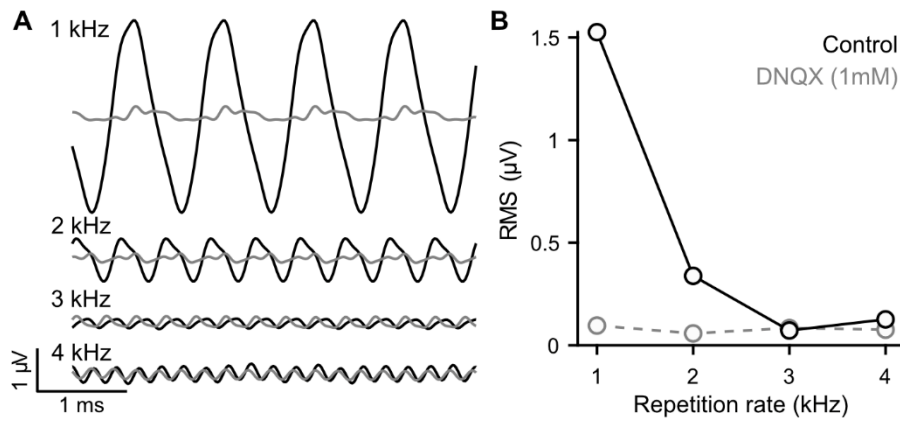 A
1 kHz
2 kHz
3 kHz
4 kHz
1 µV
1 ms
B
Control
DNQX (1mM)
1.5
1
0.5
0
RMS (µV)
1 2 3 4
Repetition rate (kHz)